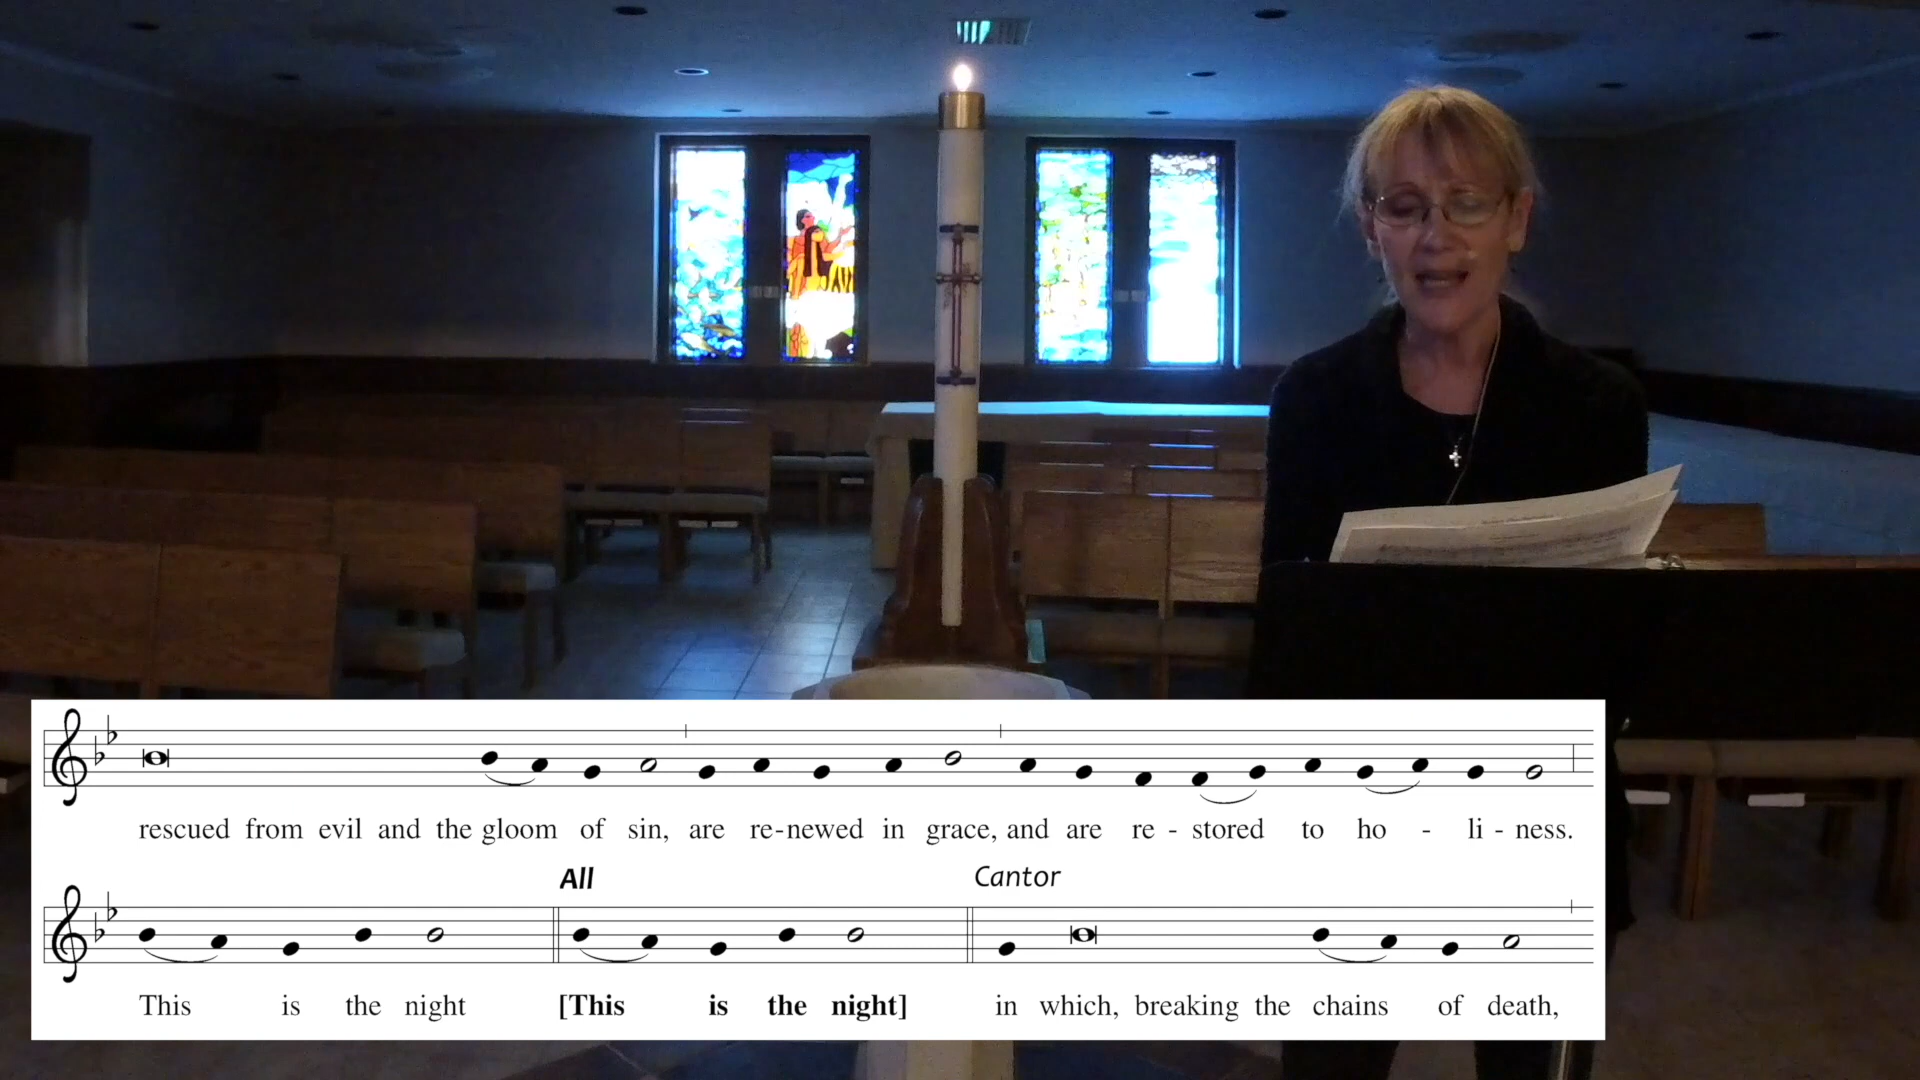 rescued from evil and the gloom of sin, are re-newed in grace, and are re - stored to ho - li - ness.
All Cantor
This is the night [This is the night] in which, breaking the chains of death,